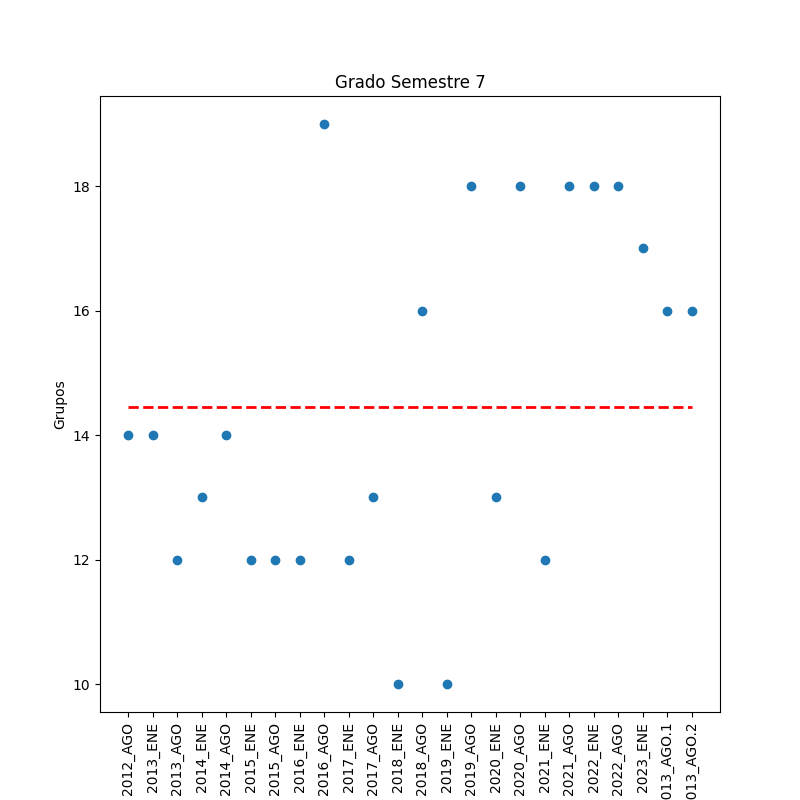 Grado Semestre 7
Grupos
18
16
14
12
10
2012_AGO
2013_ENE
2013_AGO
2014_ENE
2014_AGO
2015_ENE
2015_AGO
2016_ENE
2016_AGO
2017_ENE
2017_AGO
2018_ENE
2018_AGO
2019_ENE
2019_AGO
2020_ENE
2020_AGO
2021_ENE
2021_AGO
2022_ENE
2022_AGO
2023_ENE
013_AGO.1
013_AGO.2